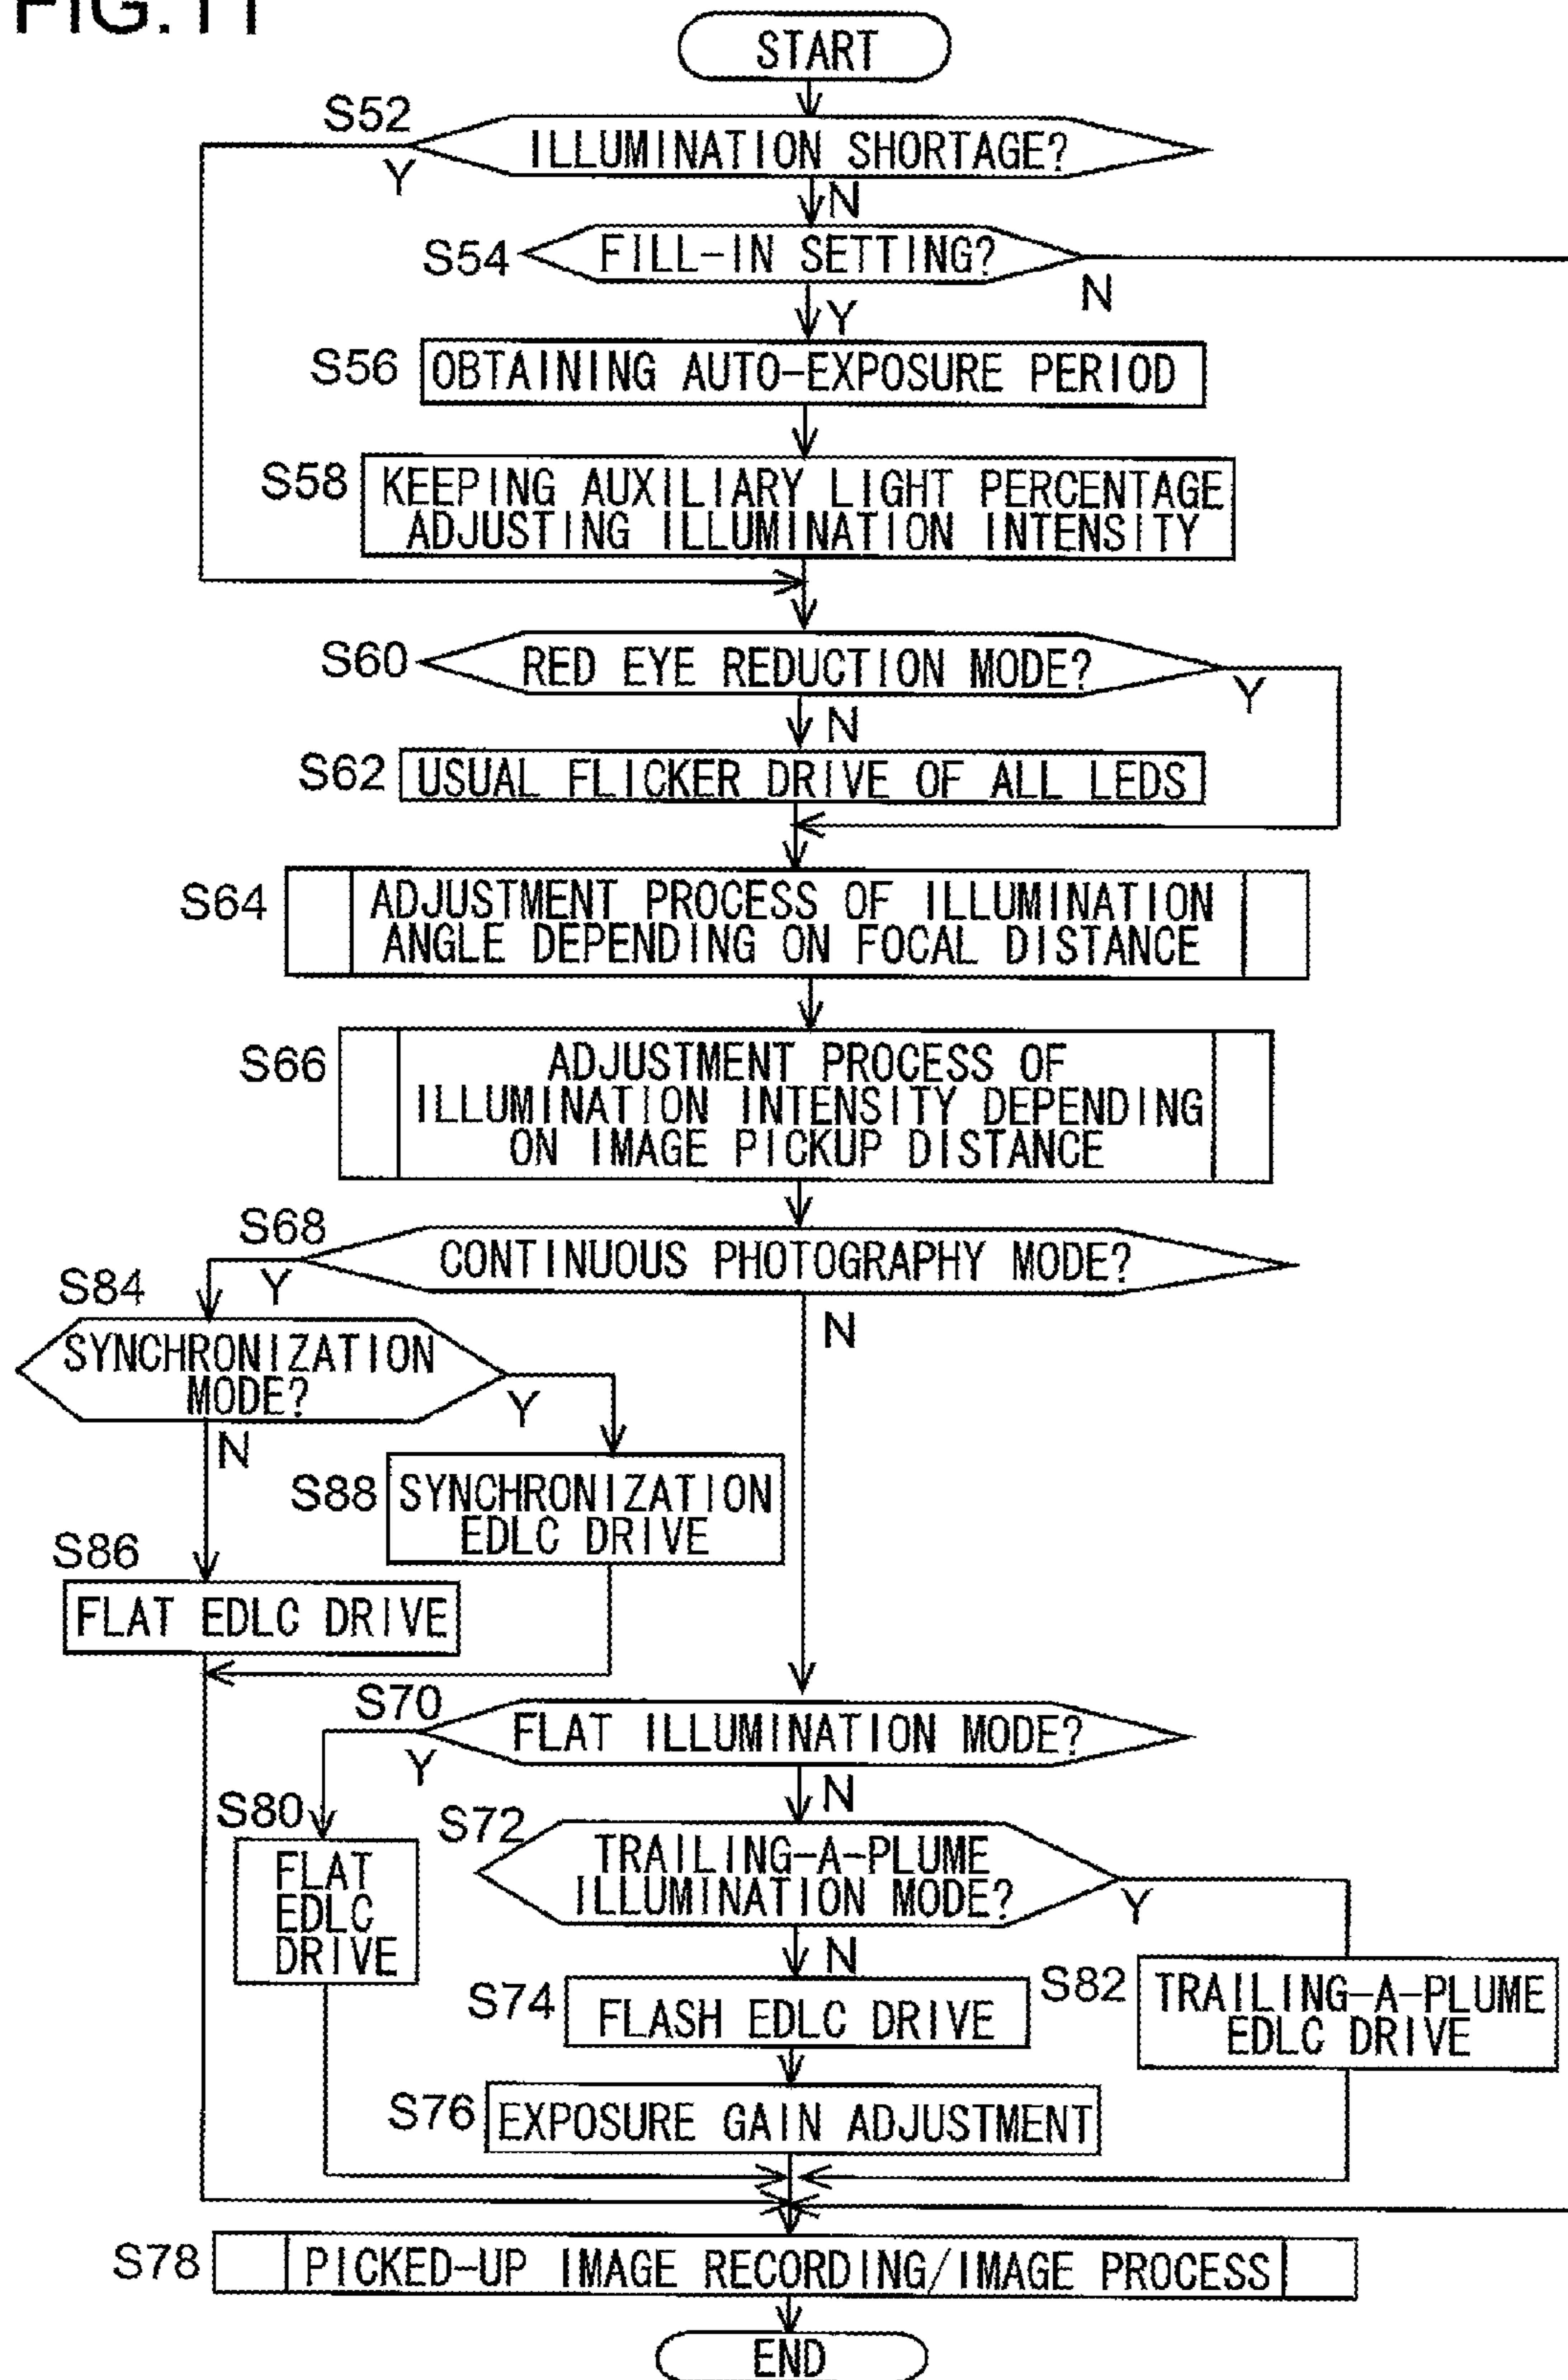 FIG. 11
START
S52
ILLUMINATION SHORTAGE?
Y
N
S54
FILL-IN SETTING?
N
Y
S56
OBTAINING AUTO-EXPOSURE PERIOD
S58
KEEPING AUXILIARY LIGHT PERCENTAGE
ADJUSTING ILLUMINATION INTENSITY
S60
RED EYE REDUCTION MODE?
Y
N
S62
USUAL FLICKER DRIVE OF ALL LEDS
S64
ADJUSTMENT PROCESS OF ILLUMINATION
ANGLE DEPENDING ON FOCAL DISTANCE
S66
ADJUSTMENT PROCESS OF
ILLUMINATION INTENSITY DEPENDING
ON IMAGE PICKUP DISTANCE
S68
CONTINUOUS PHOTOGRAPHY MODE?
Y
N
S84
SYNCHRONIZATION
MODE?
Y
N
S88
SYNCHRONIZATION
EDLC DRIVE
S86
FLAT EDLC DRIVE
S70
FLAT ILLUMINATION MODE?
Y
N
S80
FLAT
EDLC
DRIVE
S72
TRAILING-A-PLUME
ILLUMINATION MODE?
Y
N
S74
FLASH EDLC DRIVE
S82
TRAILING-A-PLUME
EDLC DRIVE
S76
EXPOSURE GAIN ADJUSTMENT
S78
PICKED-UP IMAGE RECORDING/IMAGE PROCESS
END